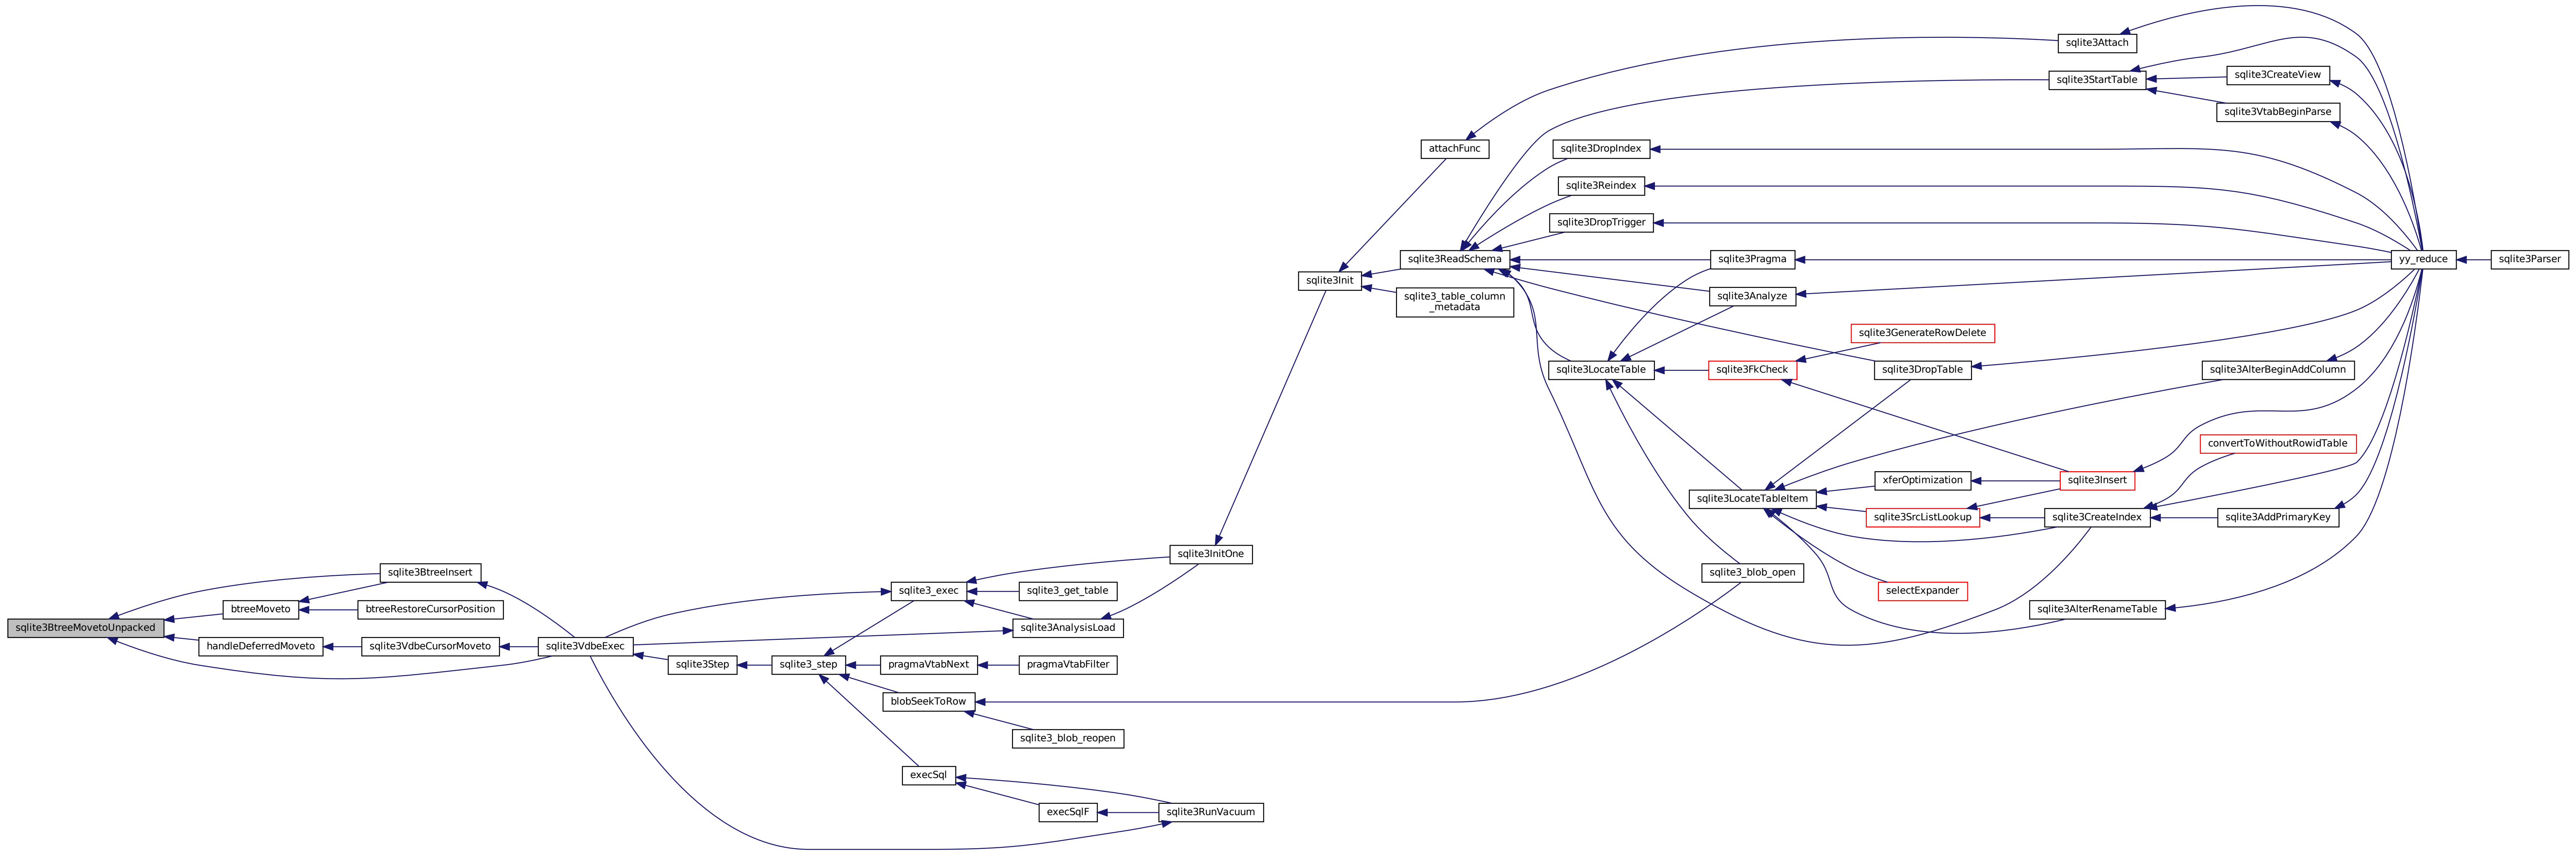 sqlite3Attach
sqlite3StartTable
sqlite3CreateView
sqlite3VtabBeginParse
attachFunc
sqlite3DropIndex
sqlite3Reindex
sqlite3DropTrigger
sqlite3ReadSchema
sqlite3Pragma
yy_reduce
sqlite3Parser
sqlite3Init
sqlite3_table_column
_metadata
sqlite3Analyze
sqlite3GenerateRowDelete
sqlite3LocateTable
sqlite3FkCheck
sqlite3DropTable
sqlite3AlterBeginAddColumn
convertToWithoutRowidTable
sqlite3LocateTableItem
xferOptimization
sqlite3Insert
sqlite3SrcListLookup
sqlite3CreateIndex
sqlite3AddPrimaryKey
sqlite3InitOne
sqlite3_blob_open
selectExpander
sqlite3AlterRenameTable
sqlite3BtreeInsert
sqlite3_exec
sqlite3_get_table
btreeMoveto
btreeRestoreCursorPosition
sqlite3BtreeMovetoUnpacked
sqlite3AnalysisLoad
handleDeferredMoveto
sqlite3VdbeCursorMoveto
sqlite3VdbeExec
sqlite3Step
sqlite3_step
pragmaVtabNext
pragmaVtabFilter
blobSeekToRow
sqlite3_blob_reopen
execSql
execSqlF
sqlite3RunVacuum